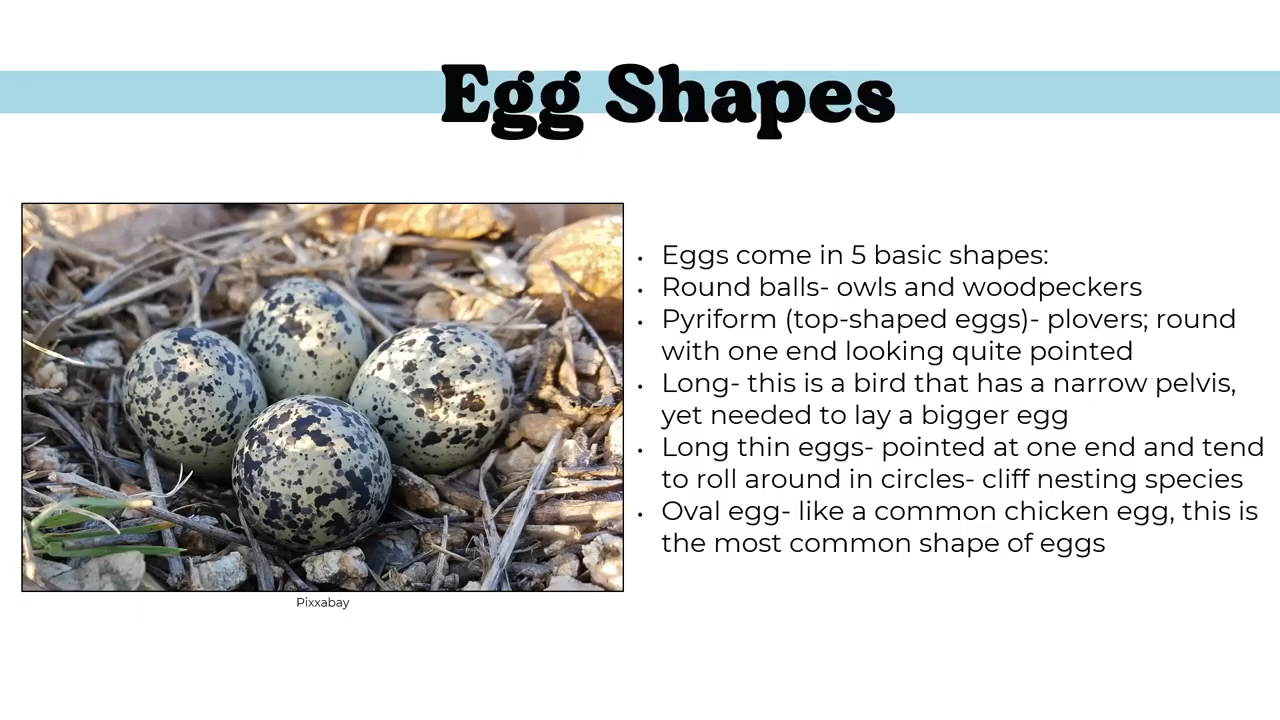 Egg Shapes
• Eggs come in 5 basic shapes:
• Round balls- owls and woodpeckers
• Pyriform (top-shaped eggs)- plovers; round
with one end looking quite pointed
• Long- this is a bird that has a narrow pelvis,
yet needed to lay a bigger egg
• Long thin eggs- pointed at one end and tend
to roll around in circles- cliff nesting species
• Oval egg- like a common chicken egg, this is
the most common shape of eggs
Pixxabay